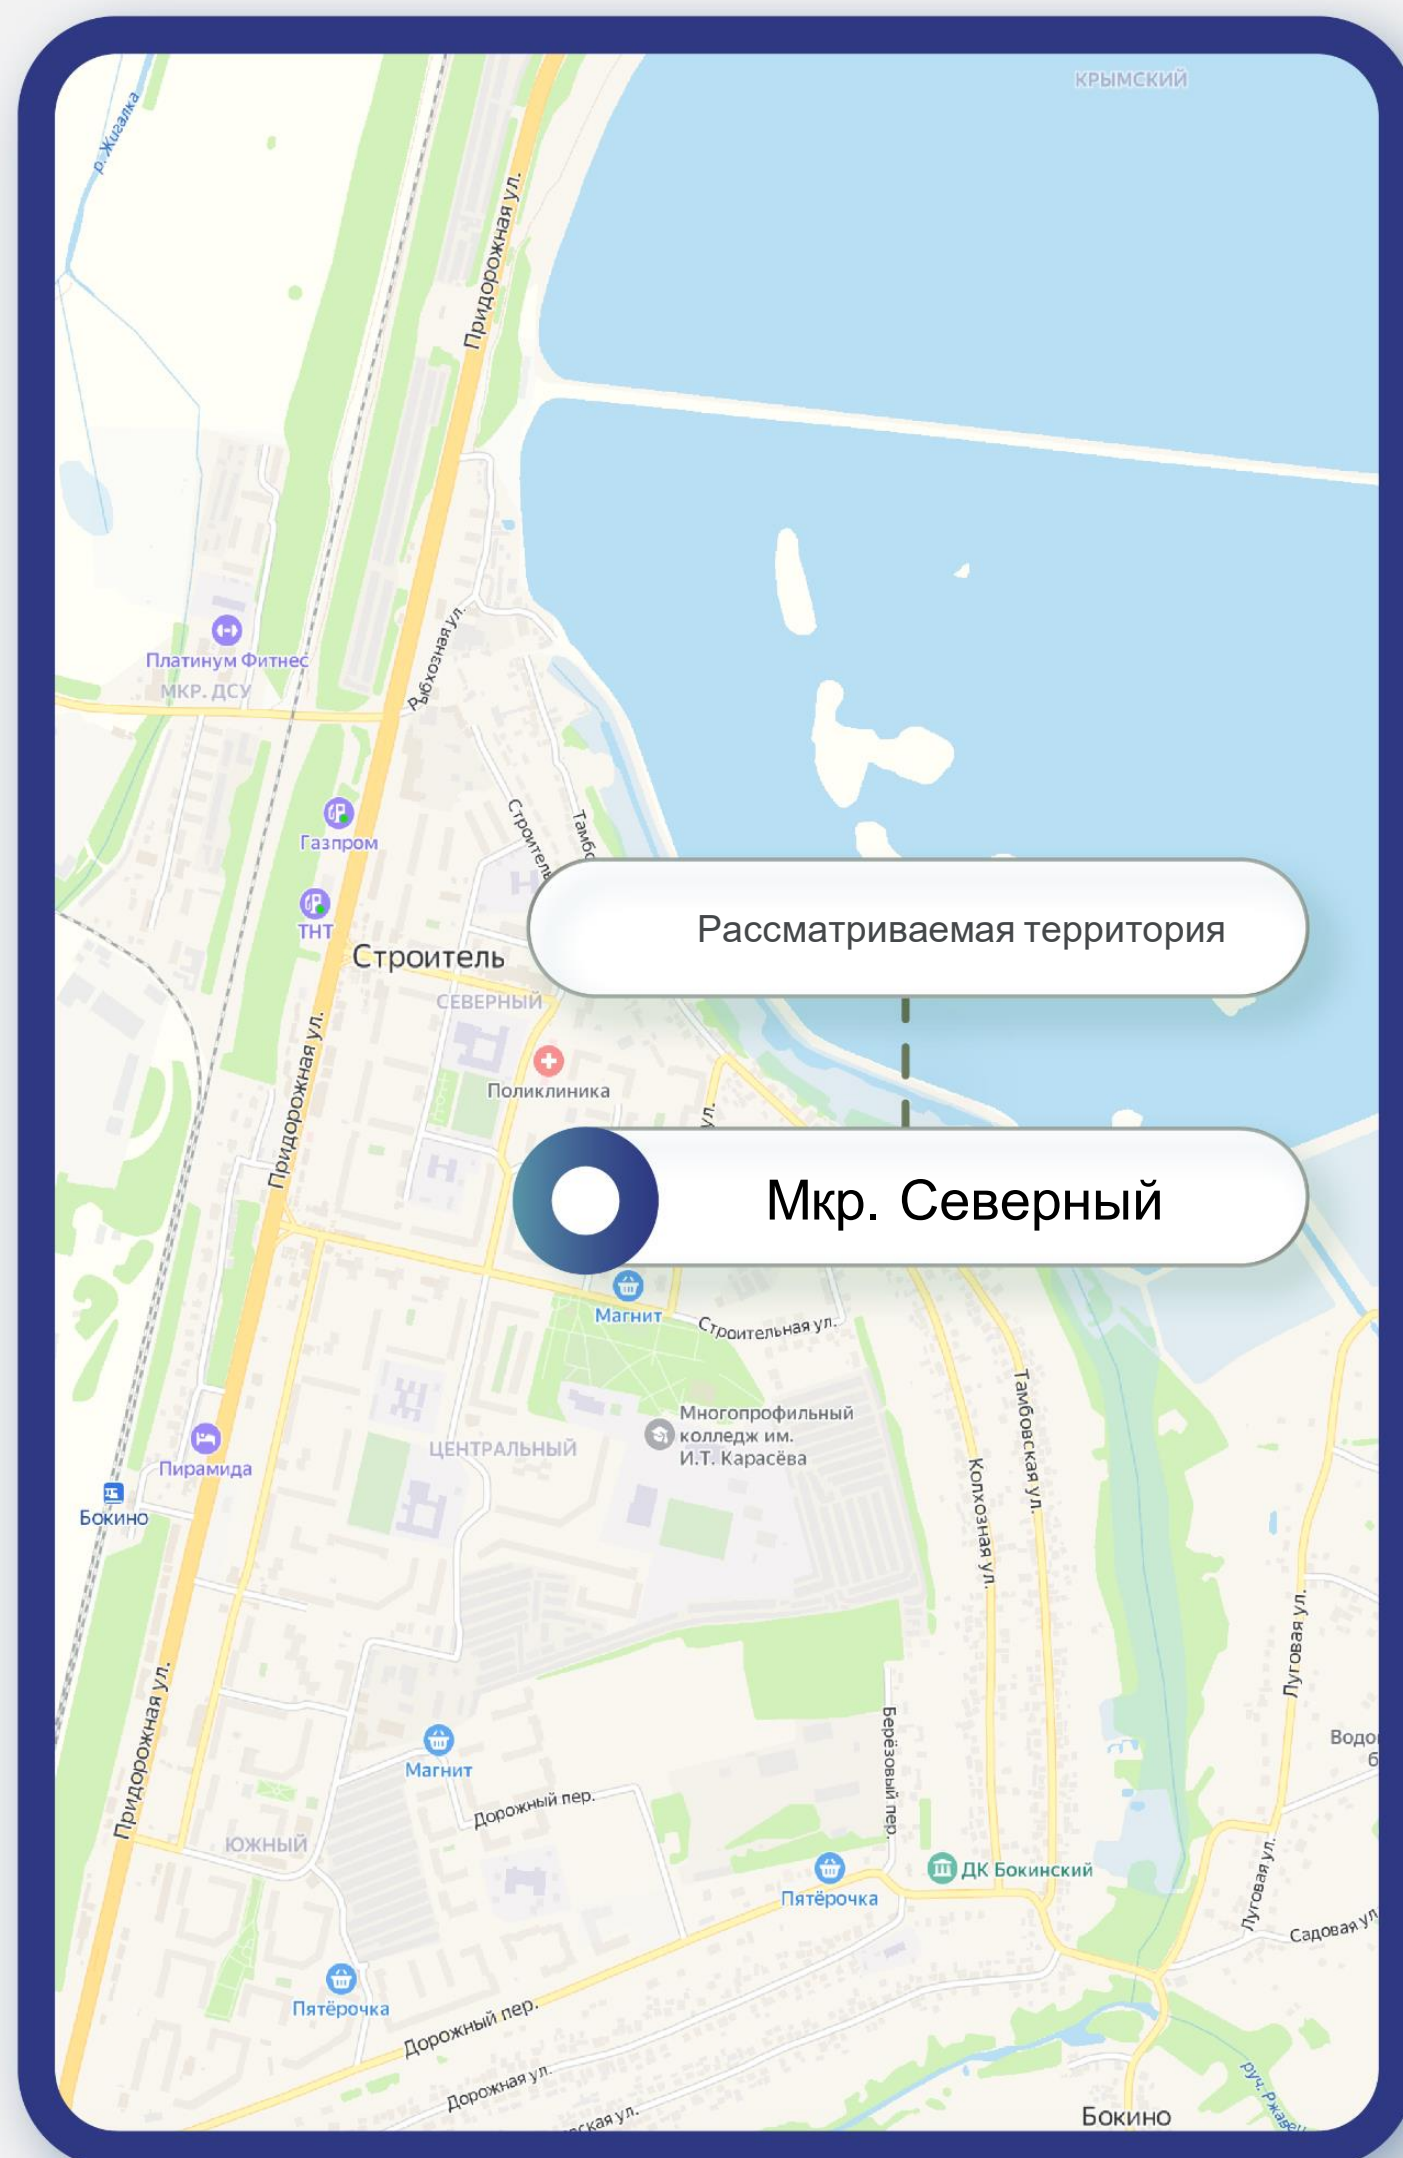 КРЫМСКИЙ
р. Жигалка
Придорожная ул.
Рыбхозная ул.
Платинум Фитнес
МКР. ДСУ
Газпром
ТНТ
Строитель
СЕВЕРНЫЙ
Рассматриваемая территория
Придорожная ул.
Поликлиника
ул.
Мкр. Северный
Магнит
Строительная ул.
Тамбовская ул.
Многопрофильный
колледж им.
И.Т. Карасёва
ЦЕНТРАЛЬНЫЙ
Пирамида
Колхозная ул.
Бокино
Луговая ул.
Придорожная ул.
Берёзовый пер.
Магнит
Дорожный пер.
ЮЖНЫЙ
ДК Бокинский
Пятёрочка
Луговая ул.
Садовая ул
Пятёрочка
Дорожный пер.
Дорожная ул.
Бокино